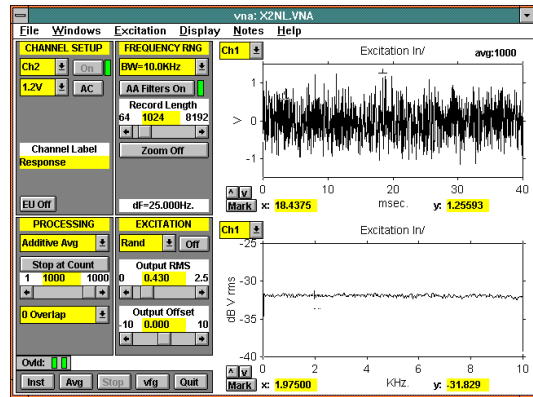 vna: X2NL.VNA
File Windows Excitation Display Notes Help
CHANNEL SETUP
Ch2 On
1.2V AC
Channel Label
Response
EU Off
FREQUENCY RNG
BW=10.0KHz
AA Filters On
Record Length
64 1024 8192
Zoom Off
dF=25.000Hz.
PROCESSING
Additive Avg
Stop at Count
1 1000 1000
0 Overlap
EXCITATION
Rand Off
Output RMS
0 0.430 2.5
Output Offset
-10 0.000 10
Ovld:
Inst Avg Stop vfg Quit
Ch1 Excitation In/ avg:1000
1
V 0
-1
0 10 20 30 40
msec.
^ v
Mark x: 18.4375 y: 1.25593
Ch1 Excitation In/
-25
-30
dB V rms
-35
-40
0 2 4 6 8 10
KHz.
^ v
Mark x: 1.97500 y: -31.829